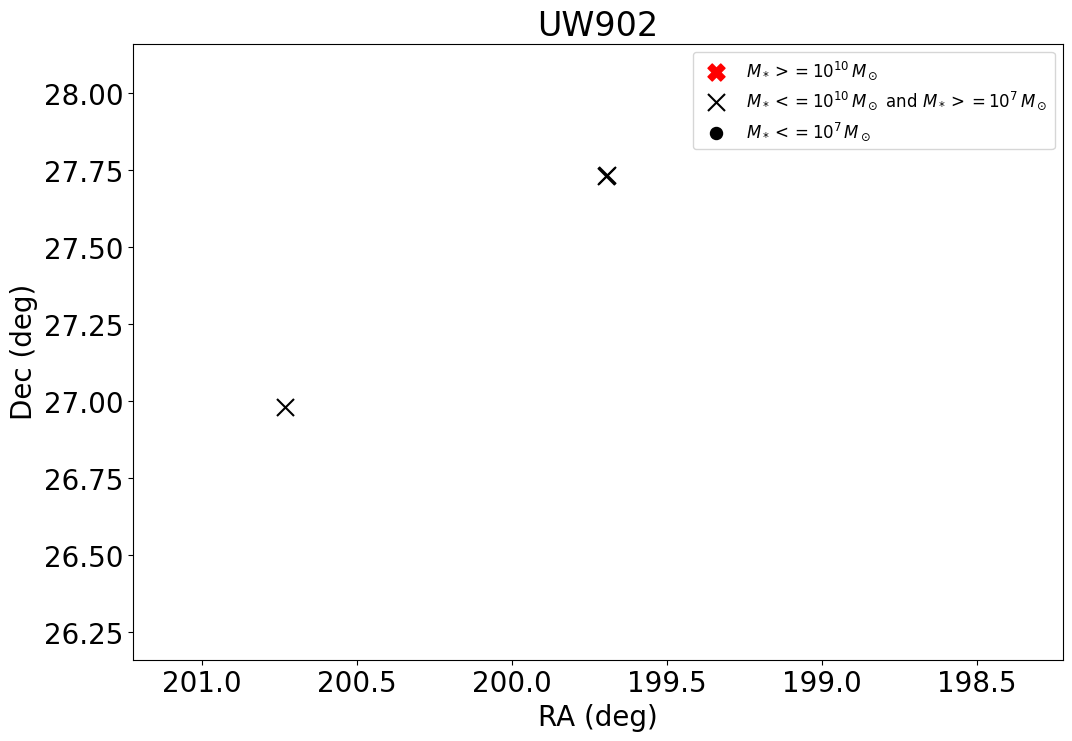 UW902
M* >= 10^10 M⊙
M* <= 10^10 M⊙ and M* >= 10^7 M⊙
M* <= 10^7 M⊙
28.00
27.75
27.50
27.25
27.00
26.75
26.50
26.25
Dec (deg)
201.0 200.5 200.0 199.5 199.0 198.5
RA (deg)